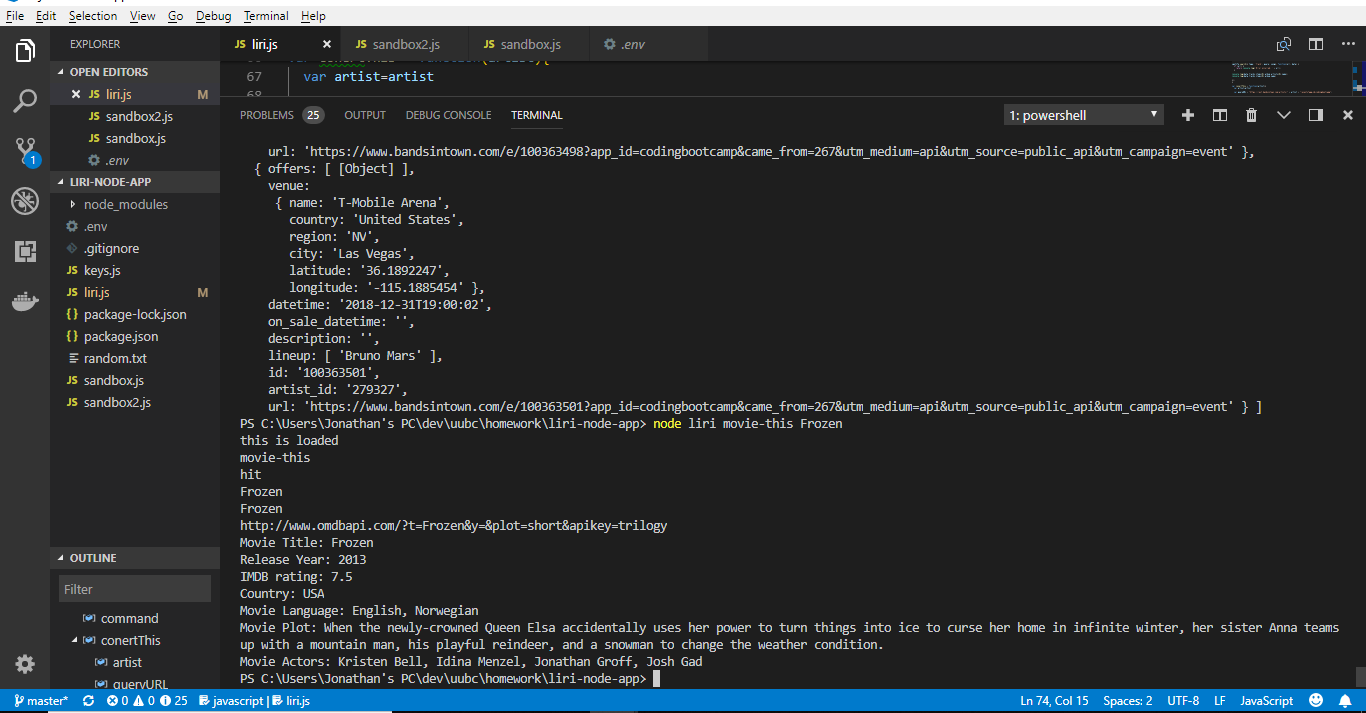 File Edit Selection View Go Debug Terminal Help
EXPLORER
OPEN EDITORS
JS liri.js M
JS sandbox2.js
JS sandbox.js
.env
LIRI-NODE-APP
node_modules
.env
.gitignore
JS keys.js
JS liri.js M
{} package-lock.json
{} package.json
random.txt
JS sandbox.js
JS sandbox2.js
OUTLINE
Filter
command
conertThis
artist
queryURL
1
JS liri.js JS sandbox2.js JS sandbox.js .env
67 var artist=artist
68
PROBLEMS 25 OUTPUT DEBUG CONSOLE TERMINAL 1: powershell
url: 'https://www.bandsintown.com/e/100363498?app_id=codingbootcamp&came_from=267&utm_medium=api&utm_source=public_api&utm_campaign=event' },
{ offers: [ [Object] ],
venue:
{ name: 'T-Mobile Arena',
country: 'United States',
region: 'NV',
city: 'Las Vegas',
latitude: '36.1892247',
longitude: '-115.1885454' },
datetime: '2018-12-31T19:00:02',
on_sale_datetime: '',
description: '',
lineup: [ 'Bruno Mars' ],
id: '100363501',
artist_id: '279327',
url: 'https://www.bandsintown.com/e/100363501?app_id=codingbootcamp&came_from=267&utm_medium=api&utm_source=public_api&utm_campaign=event' } ]
PS C:\Users\Jonathan's PC\dev\uubc\homework\liri-node-app> node liri movie-this Frozen
this is loaded
movie-this
hit
Frozen
Frozen
http://www.omdbapi.com/?t=Frozen&y=&plot=short&apikey=trilogy
Movie Title: Frozen
Release Year: 2013
IMDB rating: 7.5
Country: USA
Movie Language: English, Norwegian
Movie Plot: When the newly-crowned Queen Elsa accidentally uses her power to turn things into ice to curse her home in infinite winter, her sister Anna teams
up with a mountain man, his playful reindeer, and a snowman to change the weather condition.
Movie Actors: Kristen Bell, Idina Menzel, Jonathan Groff, Josh Gad
PS C:\Users\Jonathan's PC\dev\uubc\homework\liri-node-app>
master* 0 0 25 javascript | liri.js Ln 74, Col 15 Spaces: 2 UTF-8 LF JavaScript